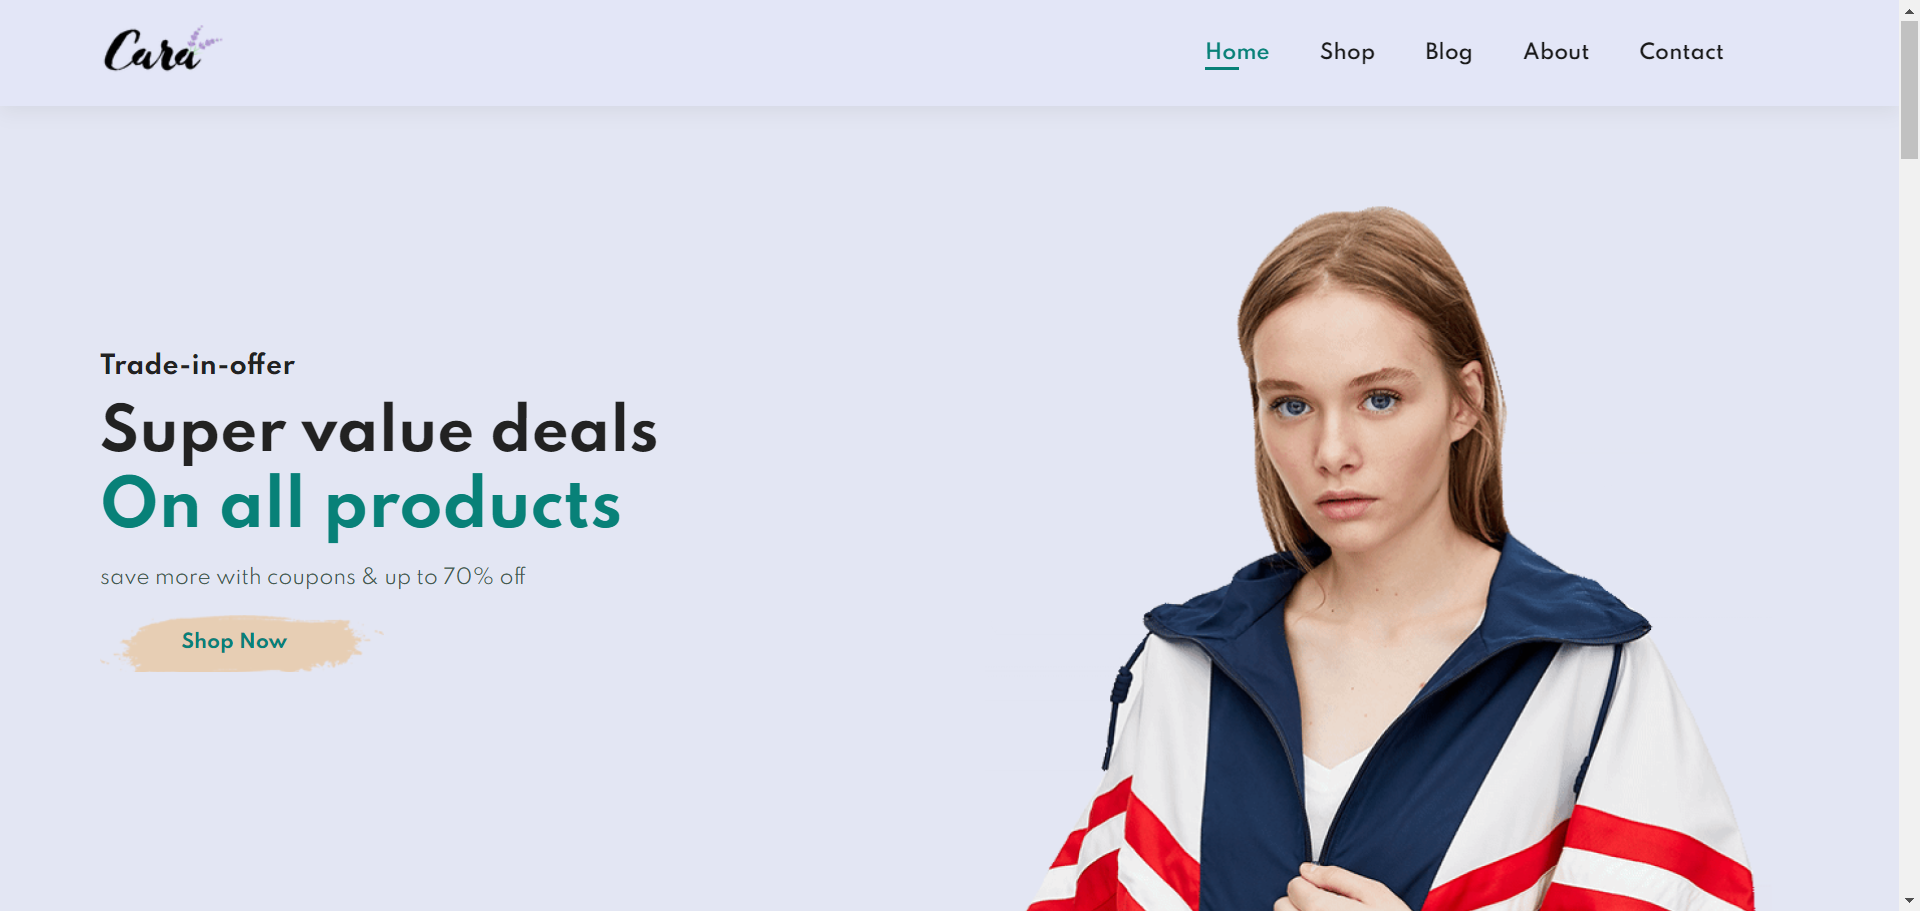 Cara
Home Shop Blog About Contact
Trade-in-offer
Super value deals
On all products
save more with coupons & up to 70% off
Shop Now